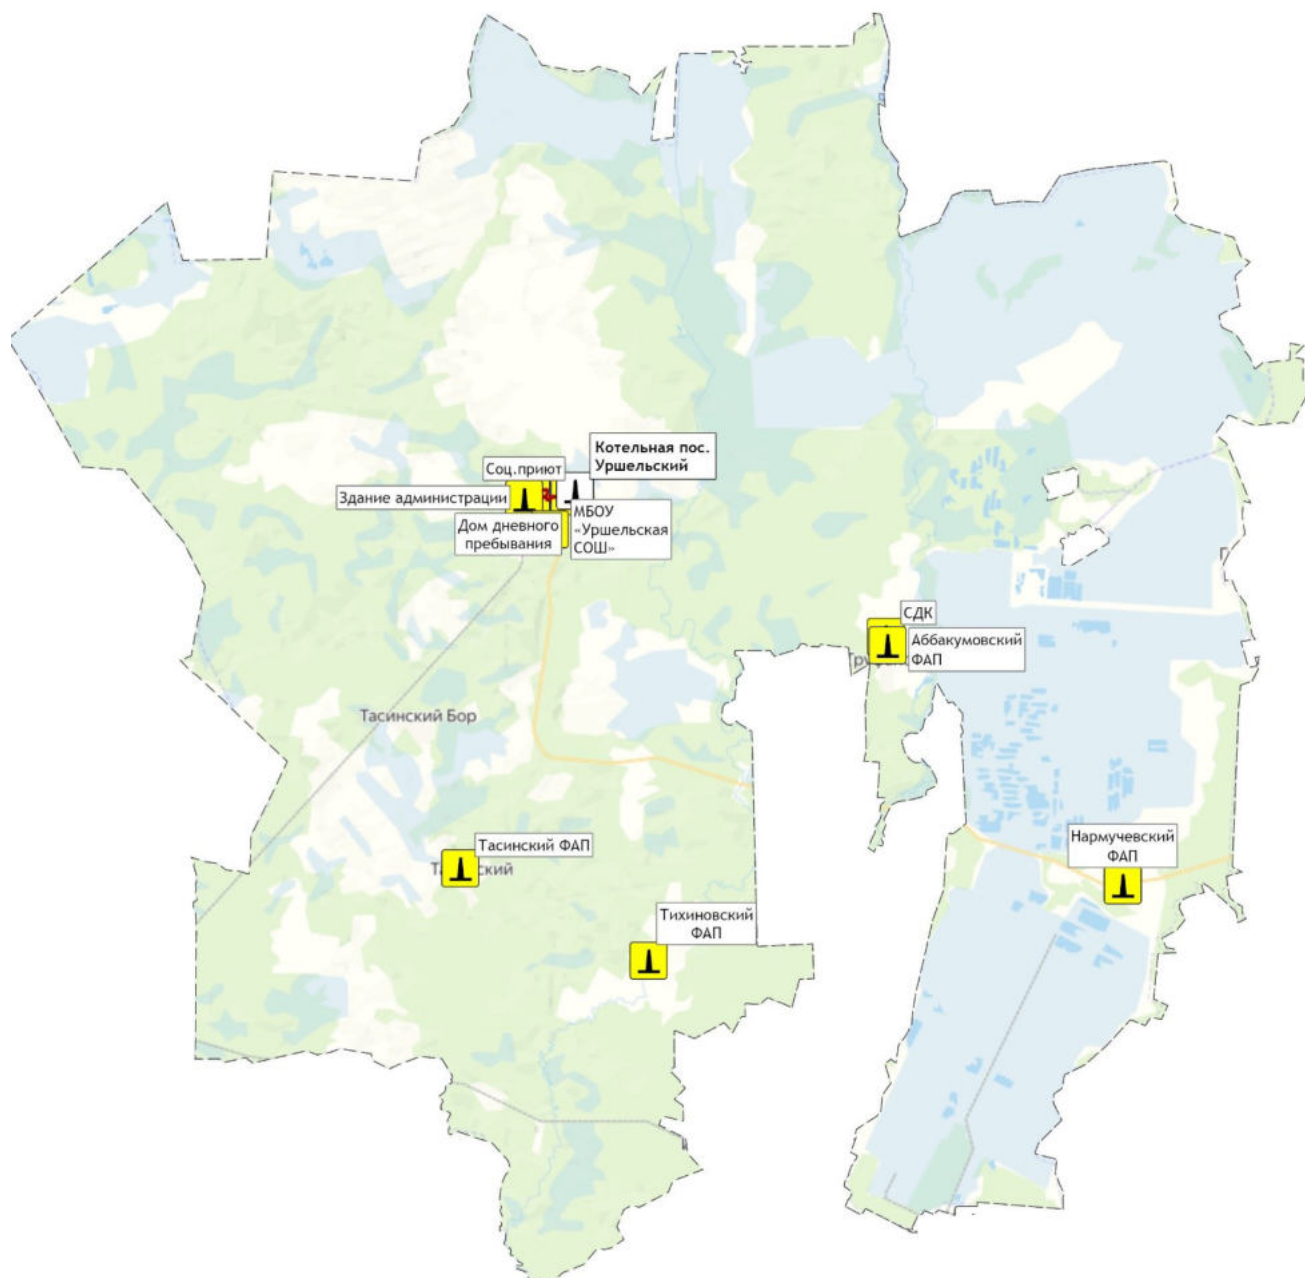 Котельная пос.
Уршельский
Соц.приют
Здание администрации
МБОУ
«Уршельская
СОШ»
Дом дневного
пребывания
СДК
Аббакумовский
ФАП
Тасинский Бор
Нармучевский
ФАП
Тасинский ФАП
Тихиновский
ФАП